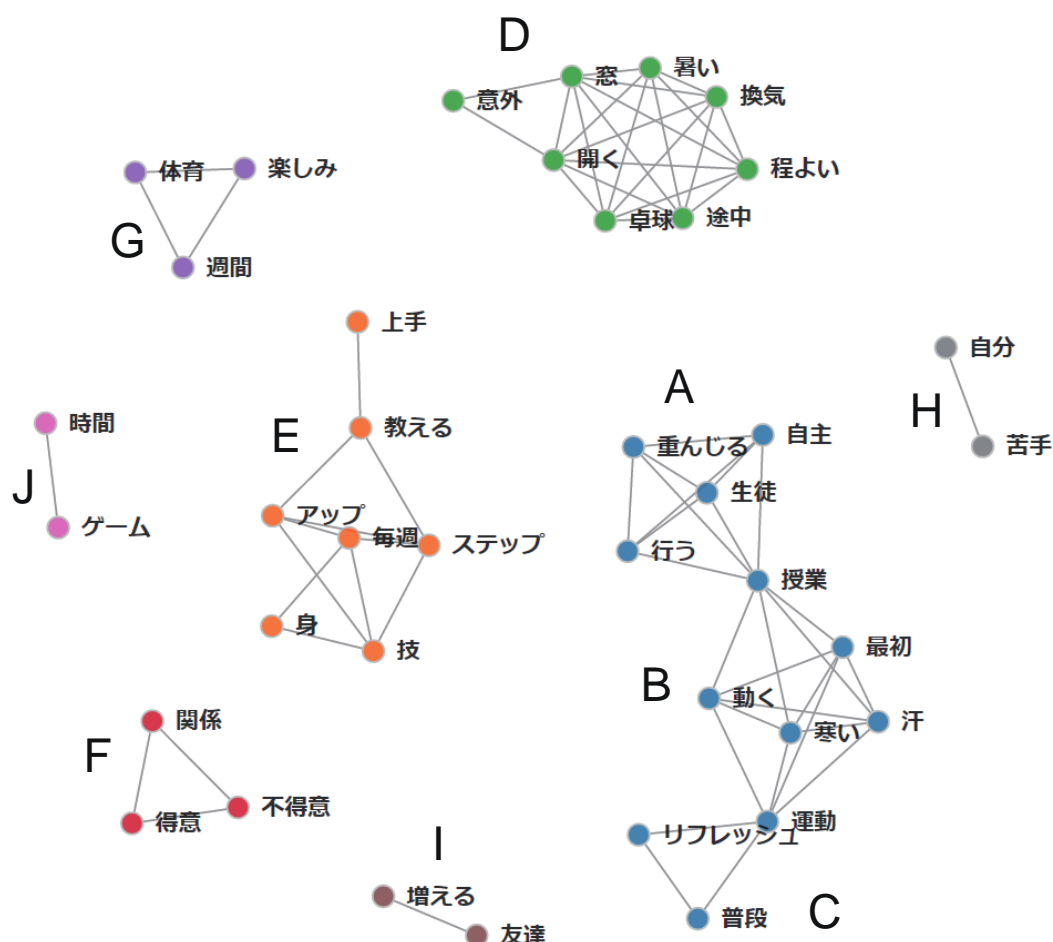 D
窓
暑い
意外
換気
開く
程よい
卓球
途中
体育
楽しみ
G
週間
上手
教える
E
アップ
毎週
ステップ
身
技
時間
J
ゲーム
自分
H
苦手
A
重んじる
自主
生徒
行う
授業
最初
B
動く
寒い
汗
運動
リフレッシュ
普段
C
関係
F
得意
不得意
I
増える
友達